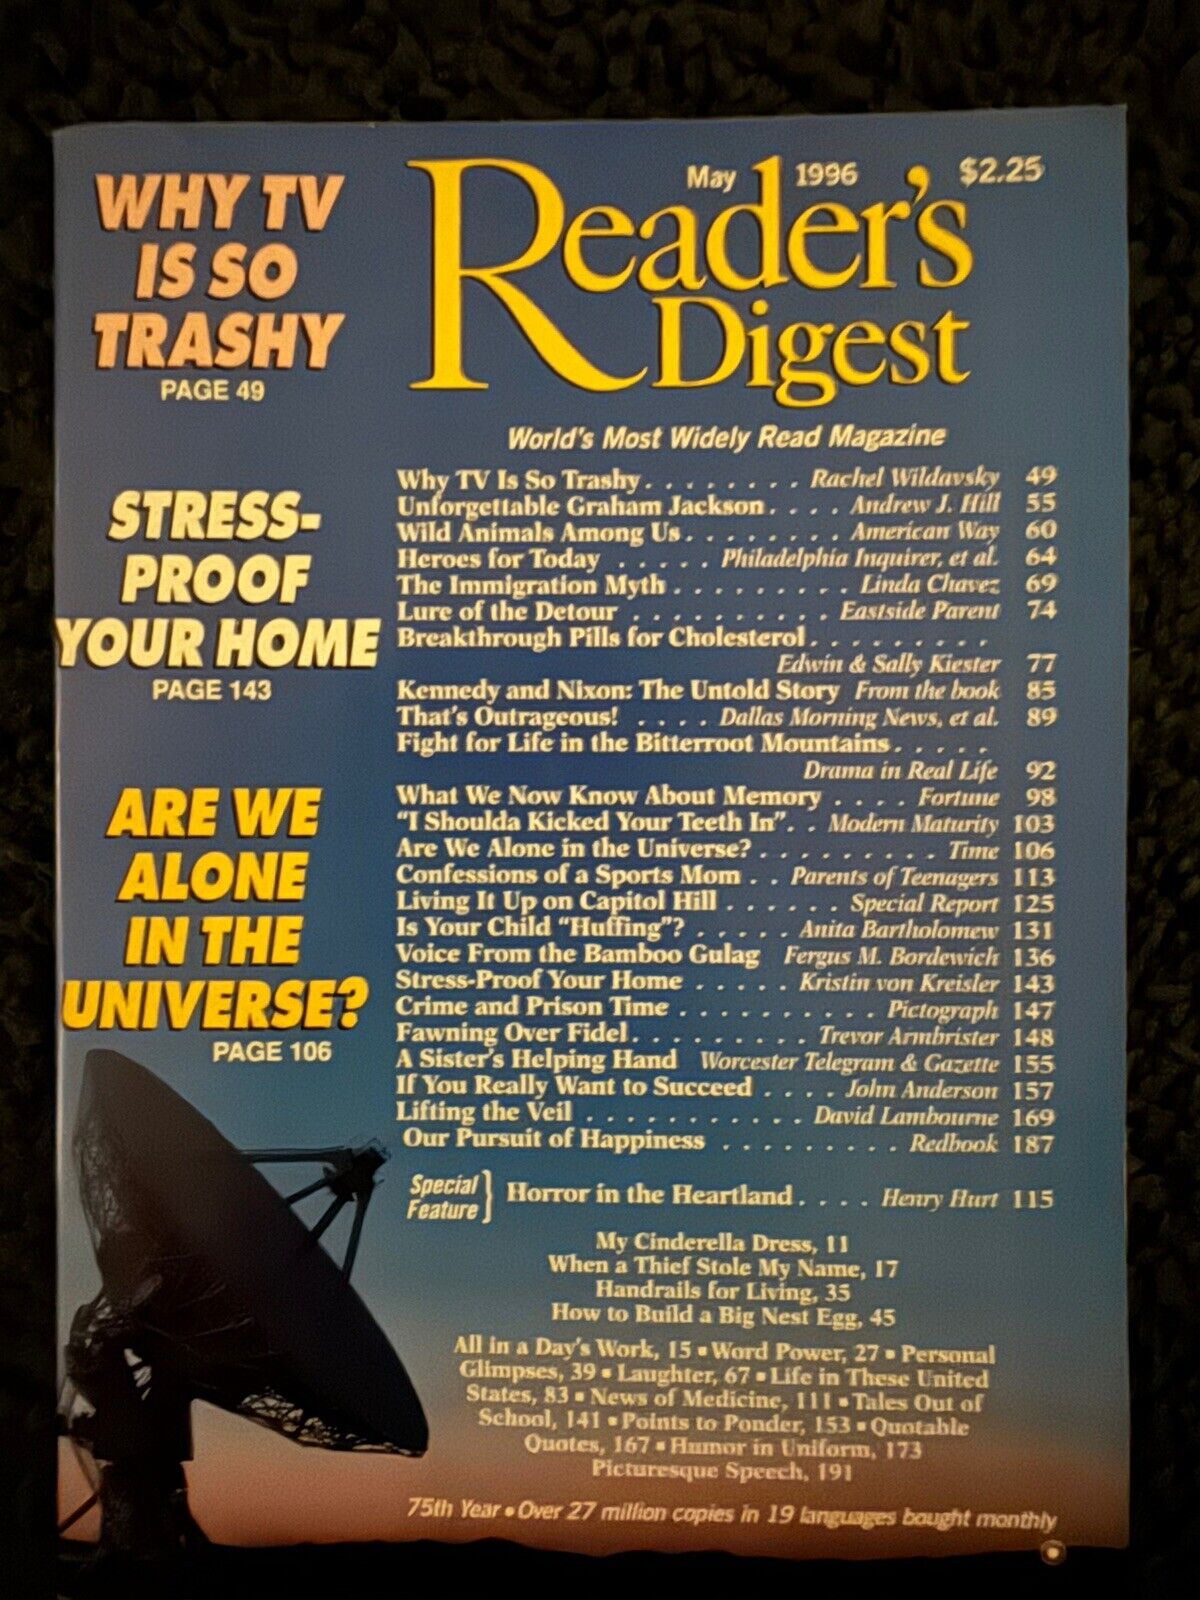 WHY TV
IS SO
TRASHY
PAGE 49
STRESS-
PROOF
YOUR HOME
PAGE 143
ARE WE
ALONE
IN THE
UNIVERSE?
PAGE 106
May 1996 $2.25
Reader's
Digest
World's Most Widely Read Magazine
Why TV Is So Trashy. . . . . . . . Rachel Wildavsky 49
Unforgettable Graham Jackson. . . . Andrew J. Hill 55
Wild Animals Among Us. . . . . . . . American Way 60
Heroes for Today . . . . . Philadelphia Inquirer, et al. 64
The Immigration Myth . . . . . . . . . Linda Chavez 69
Lure of the Detour . . . . . . . . . . Eastside Parent 74
Breakthrough Pills for Cholesterol. . . . . . . . .
Edwin & Sally Kiester 77
Kennedy and Nixon: The Untold Story From the book 85
That's Outrageous! . . . . Dallas Morning News, et al. 89
Fight for Life in the Bitterroot Mountains. . . . .
Drama in Real Life 92
What We Now Know About Memory . . . . Fortune 98
"I Shoulda Kicked Your Teeth In". . Modern Maturity 103
Are We Alone in the Universe? . . . . . . . . . Time 106
Confessions of a Sports Mom . . Parents of Teenagers 113
Living It Up on Capitol Hill . . . . . . Special Report 125
Is Your Child "Huffing"? . . . . . Anita Bartholomew 131
Voice From the Bamboo Gulag Fergus M. Bordewich 136
Stress-Proof Your Home . . . . . Kristin von Kreisler 143
Crime and Prison Time . . . . . . . . . . Pictograph 147
Fawning Over Fidel. . . . . . . . . Trevor Armbrister 148
A Sister's Helping Hand Worcester Telegram & Gazette 155
If You Really Want to Succeed . . . . John Anderson 157
Lifting the Veil . . . . . . . . . . David Lambourne 169
Our Pursuit of Happiness . . . . . . . . . Redbook 187
Special
Feature } Horror in the Heartland . . . . Henry Hurt 115
My Cinderella Dress, 11
When a Thief Stole My Name, 17
Handrails for Living, 35
How to Build a Big Nest Egg, 45
All in a Day's Work, 15 ▪ Word Power, 27 ▪ Personal
Glimpses, 39 ▪ Laughter, 67 ▪ Life in These United
States, 83 ▪ News of Medicine, 111 ▪ Tales Out of
School, 141 ▪ Points to Ponder, 153 ▪ Quotable
Quotes, 167 ▪ Humor in Uniform, 173
Picturesque Speech, 191
75th Year • Over 27 million copies in 19 languages bought monthly